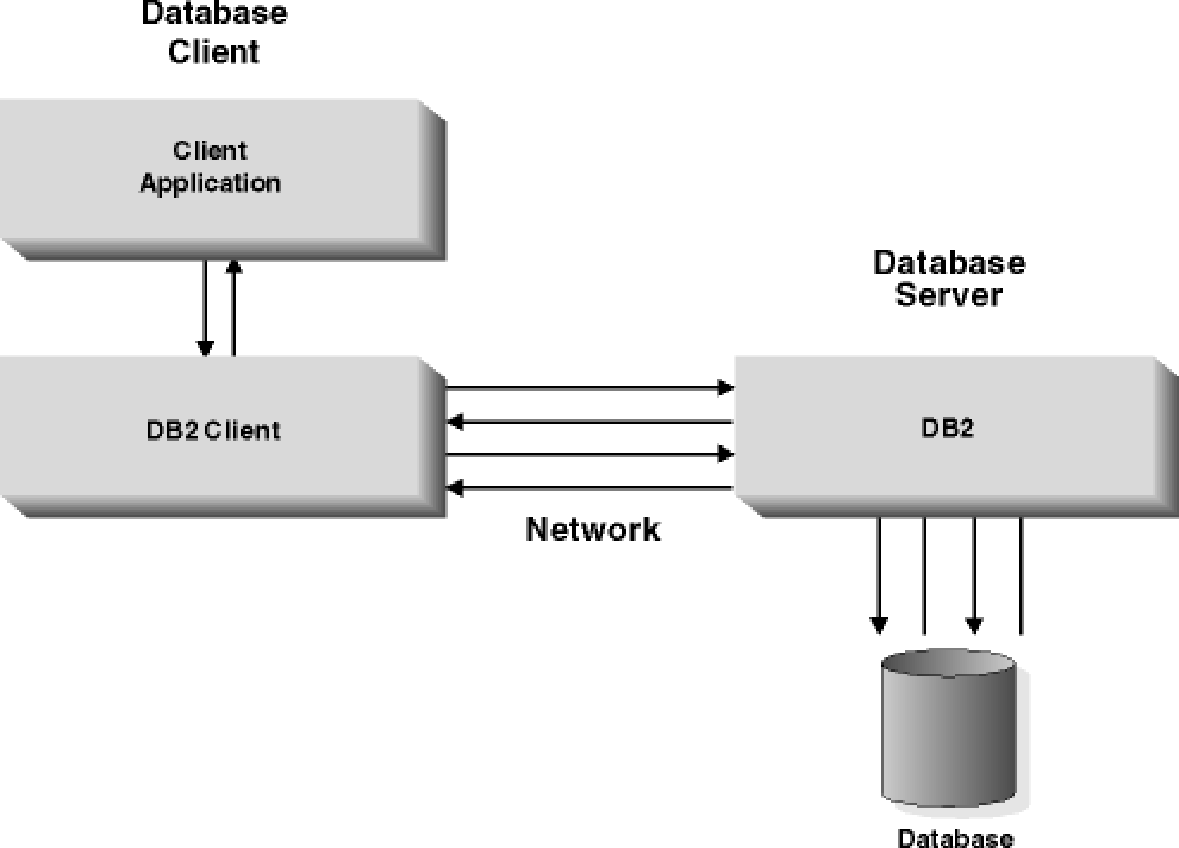 Database
Client
Client
Application
Database
Server
DB2 Client
DB2
Network
Database